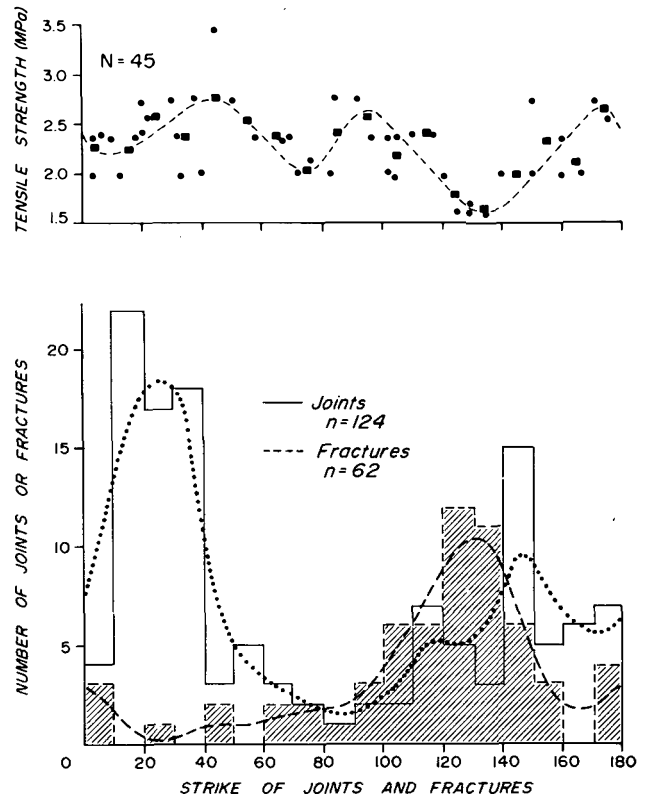 TENSILE STRENGTH (MPa)
3.5
3.0
2.5
2.0
1.5
N = 45
NUMBER OF JOINTS OR FRACTURES
20
15
10
5
Joints
n=124
Fractures
n=62
0 20 40 60 80 100 120 140 160 180
STRIKE OF JOINTS AND FRACTURES